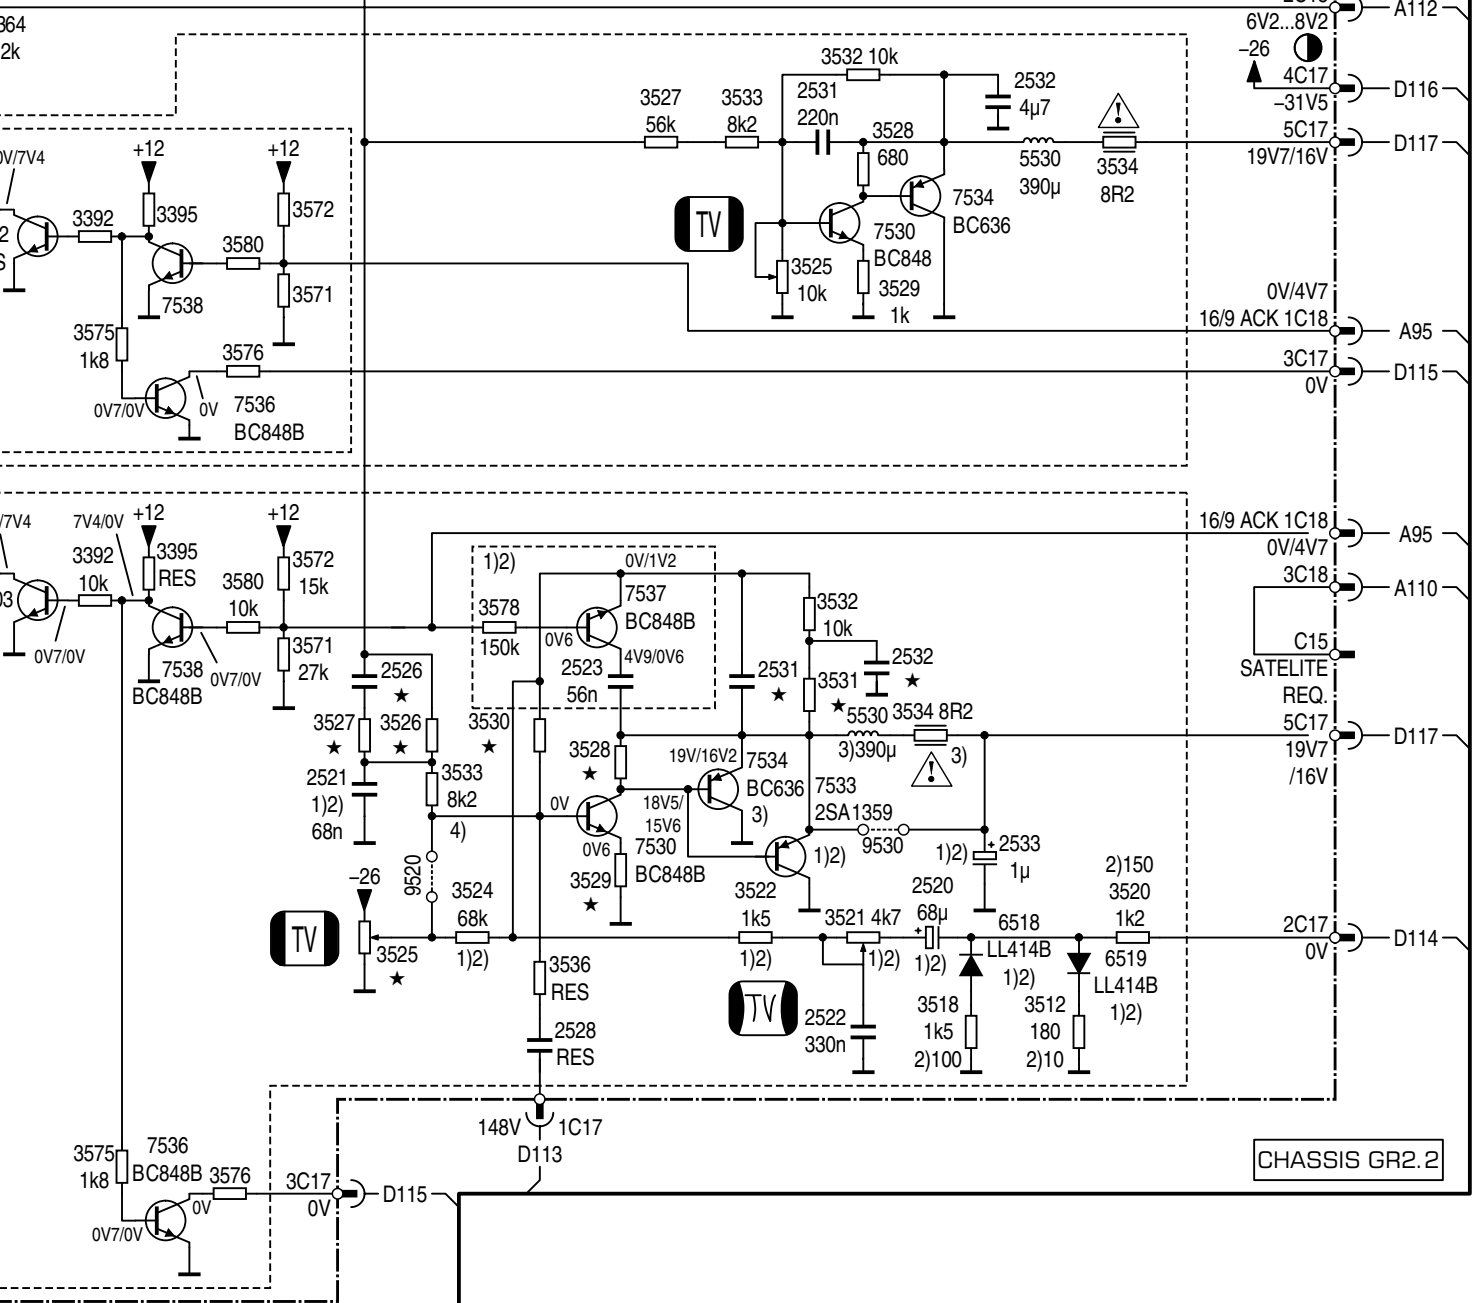 A112
6V2...8V2
2k
3532 10k
–26
2531
2532
4C17
3527
3533
4µ7
D116
56k
8k2
220n
3528
–31V5
5C17
+12
+12
680
5530
3534
19V7/16V
D117
0V/7V4
390µ
8R2
3392
3395
3572
7534
BC636
TV
7530
BC848
3580
3525
10k
3529
1k
3571
7538
0V/4V7
16/9 ACK 1C18
A95
3575
1k8
3576
3C17
0V
D115
0V7/0V
0V
7536
BC848B
/7V4
7V4/0V
+12
+12
16/9 ACK 1C18
A95
0V/4V7
3392
10k
3395
RES
3580
10k
3572
15k
1)2)
0V/1V2
7537
BC848B
3C18
A110
3578
150k
0V6
3532
10k
03
0V7/0V
7538
BC848B
0V7/0V
3571
27k
2526
★
2523
56n
4V9/0V6
2531
★
2532
★
C15
SATELITE
REQ.
3531
★
3527
★
3526
★
3530
★
3528
★
5530
3)390µ
3534 8R2
3)
5C17
19V7
/16V
D117
19V/16V2
7534
BC636
3)
2521
1)2)
68n
3533
8k2
4)
0V
0V6
18V5/
15V6
7533
2SA1359
1)2)
9530
2533
1µ
1)2)
+
7530
BC848B
9520
3529
★
–26
TV
3525
★
3524
68k
1)2)
3522
1k5
1)2)
3521 4k7
1)2)
2520
68µ
+
1)2)
6518
LL414B
1)2)
2)150
3520
1k2
2C17
0V
D114
6519
LL414B
1)2)
3536
RES
TV
2522
330n
3518
1k5
2)100
3512
180
2)10
2528
RES
148V
1C17
D113
CHASSIS GR2.2
3575
1k8
7536
BC848B
3576
0V
3C17
0V
D115
0V7/0V